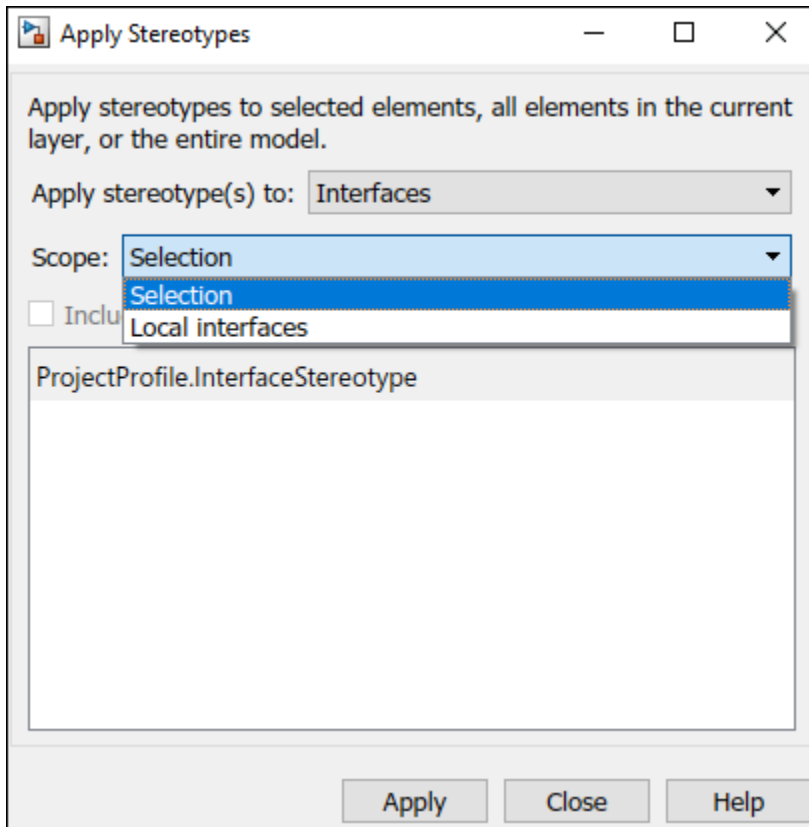 Apply Stereotypes
Apply stereotypes to selected elements, all elements in the current
layer, or the entire model.
Apply stereotype(s) to: Interfaces
Scope: Selection
Selection
Inclu
Local interfaces
ProjectProfile.InterfaceStereotype
Apply Close Help